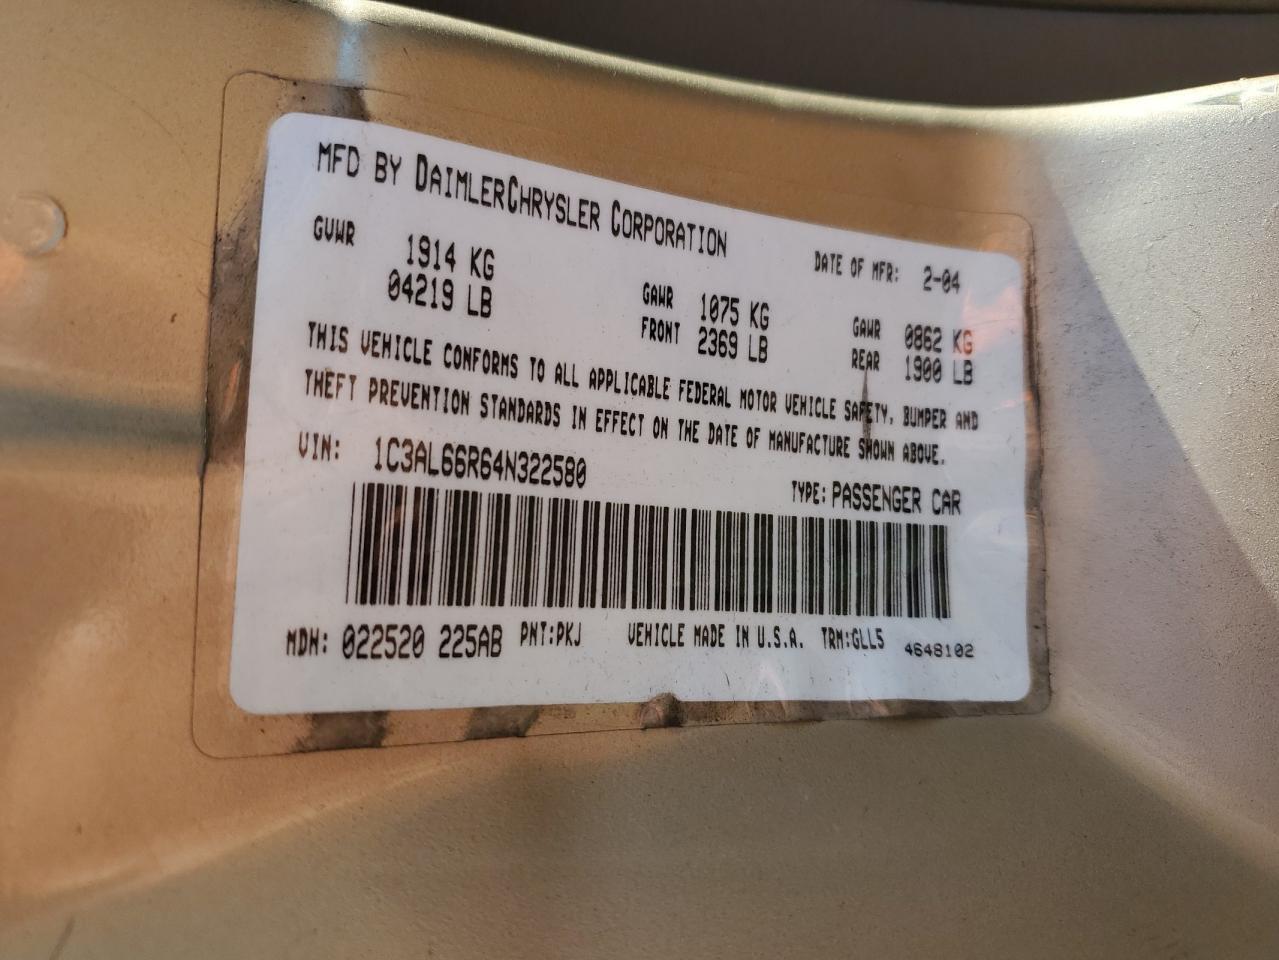 MFD BY DAIMLERCHRYSLER CORPORATION
DATE OF MFR: 2-04
GVWR 1914 KG
04219 LB
GAWR 1075 KG
FRONT 2369 LB
GAWR 0862 KG
REAR 1900 LB
THIS VEHICLE CONFORMS TO ALL APPLICABLE FEDERAL MOTOR VEHICLE SAFETY, BUMPER AND
THEFT PREVENTION STANDARDS IN EFFECT ON THE DATE OF MANUFACTURE SHOWN ABOVE.
VIN: 1C3AL66R64N322580
TYPE: PASSENGER CAR
MDH: 022520 225AB PNT:PKJ VEHICLE MADE IN U.S.A. TRM:GLL5 4648102